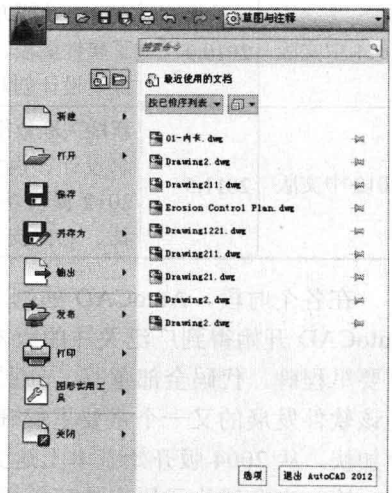 草图与注释
搜索命令
最近使用的文档
按已排序列表
新建
打开
保存
另存为
输出
发布
打印
图形实用工具
关闭
01-内卡.dwg
Drawing2.dwg
Drawing211.dwg
Erosion Control Plan.dwg
Drawing1221.dwg
Drawing211.dwg
Drawing21.dwg
Drawing2.dwg
Drawing2.dwg
选项
退出 AutoCAD 2012